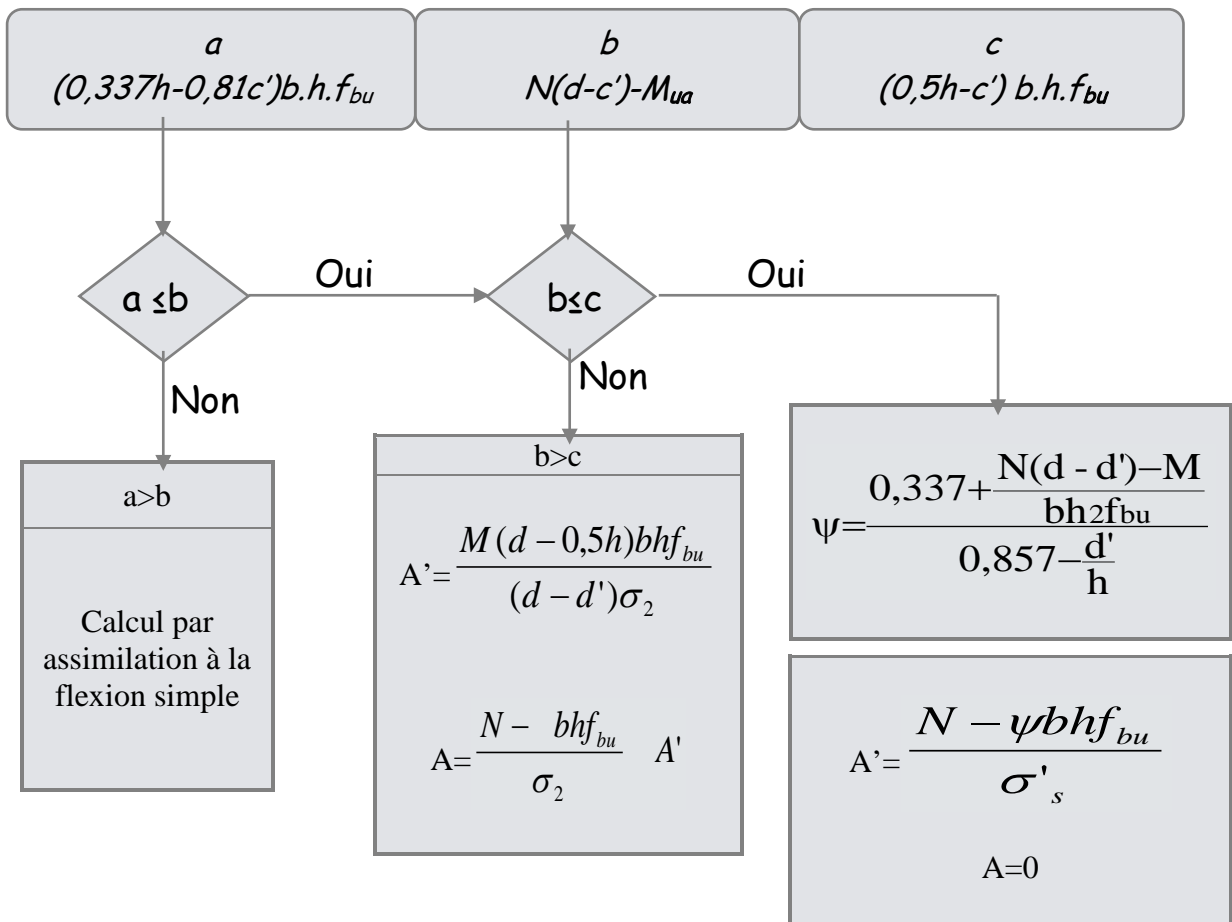 a
(0,337h-0,81c')b.h.f_bu
b
N(d-c')-M_ua
c
(0,5h-c') b.h.f_bu
a ≤b
Oui
b≤c
Oui
Non
Non
a>b
Calcul par
assimilation à la
flexion simple
b>c
A'= M(d – 0,5h)bhf_bu / (d – d')σ_2
A= N – bhf_bu / σ_2 A'
ψ= 0,337+ N(d - d')–M / bh2fbu / 0,857– d' / h
A'= N – ψbhf_bu / σ'_s
A=0